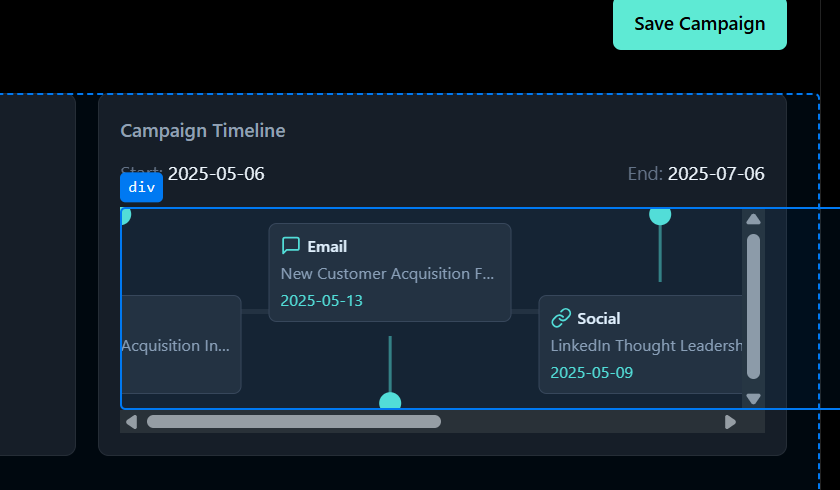 Save Campaign
Campaign Timeline
Start: 2025-05-06
End: 2025-07-06
div
Email
New Customer Acquisition F...
2025-05-13
Acquisition In...
Social
LinkedIn Thought Leadersh
2025-05-09